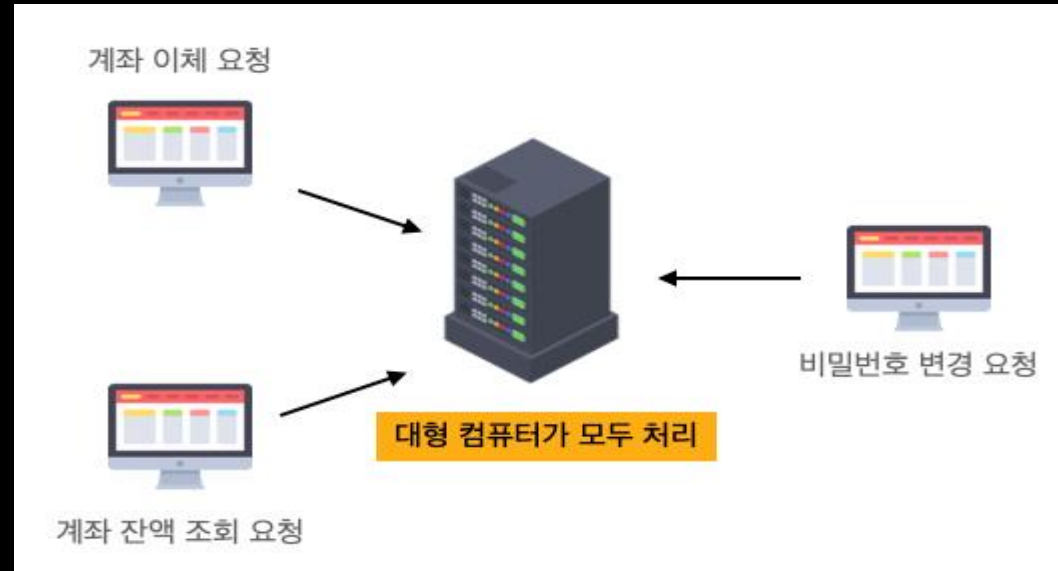 계좌 이체 요청
비밀번호 변경 요청
대형 컴퓨터가 모두 처리
계좌 잔액 조회 요청